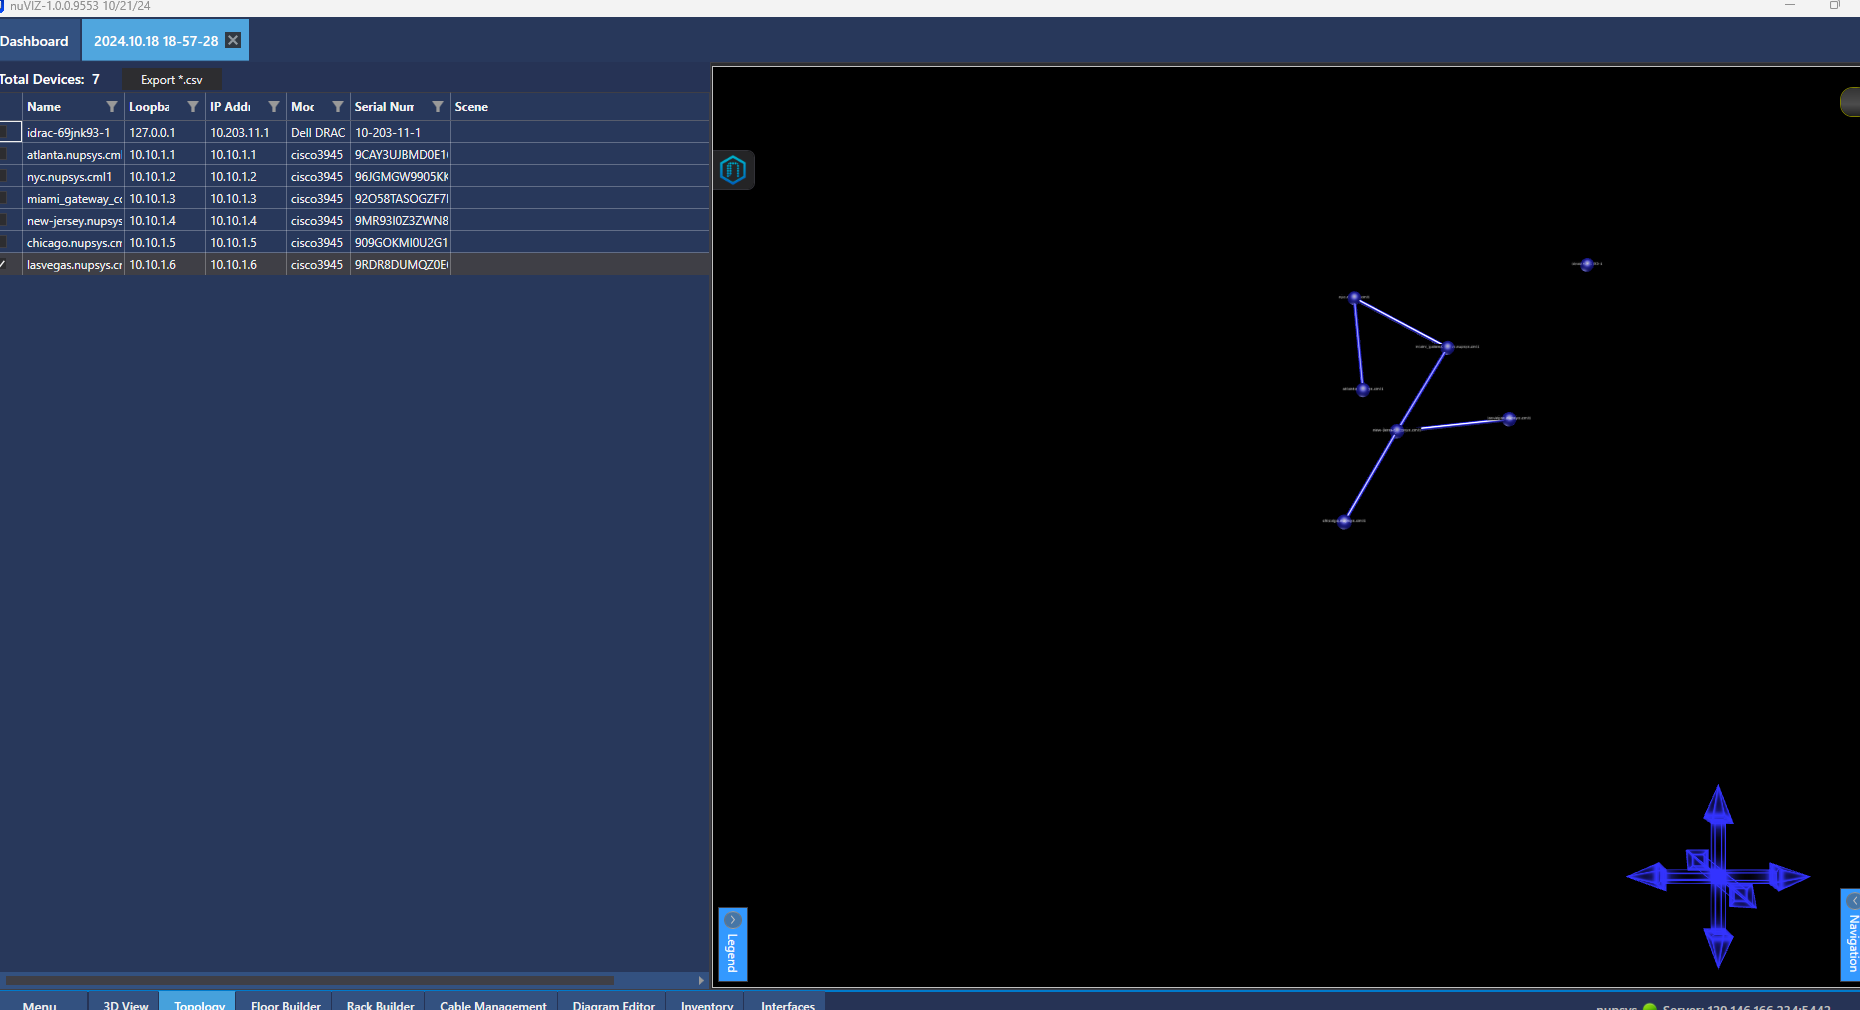 nuVIZ-1.0.0.9553 10/21/24
Dashboard
2024.10.18 18-57-28
Total Devices: 7
Export *.csv
Name Loopba IP Addr Moc Serial Num Scene
idrac-69jnk93-1 127.0.0.1 10.203.11.1 Dell DRAC 10-203-11-1
atlanta.nupsys.cml 10.10.1.1 10.10.1.1 cisco3945 9CAY3UJBMD0E1
nyc.nupsys.cml1 10.10.1.2 10.10.1.2 cisco3945 96JGMGW9905KK
miami_gateway_cc 10.10.1.3 10.10.1.3 cisco3945 92O58TASOGZF7
new-jersey.nupsys 10.10.1.4 10.10.1.4 cisco3945 9MR93I0Z3ZWN8
chicago.nupsys.cm 10.10.1.5 10.10.1.5 cisco3945 909GOKMI0U2G1
lasvegas.nupsys.cr 10.10.1.6 10.10.1.6 cisco3945 9RDR8DUMQZ0E
Legend
Navigation
Menu
3D View
Topology
Floor Builder
Rack Builder
Cable Management
Diagram Editor
Inventory
Interfaces
nupsys
Server: 129.146.166.234:5442